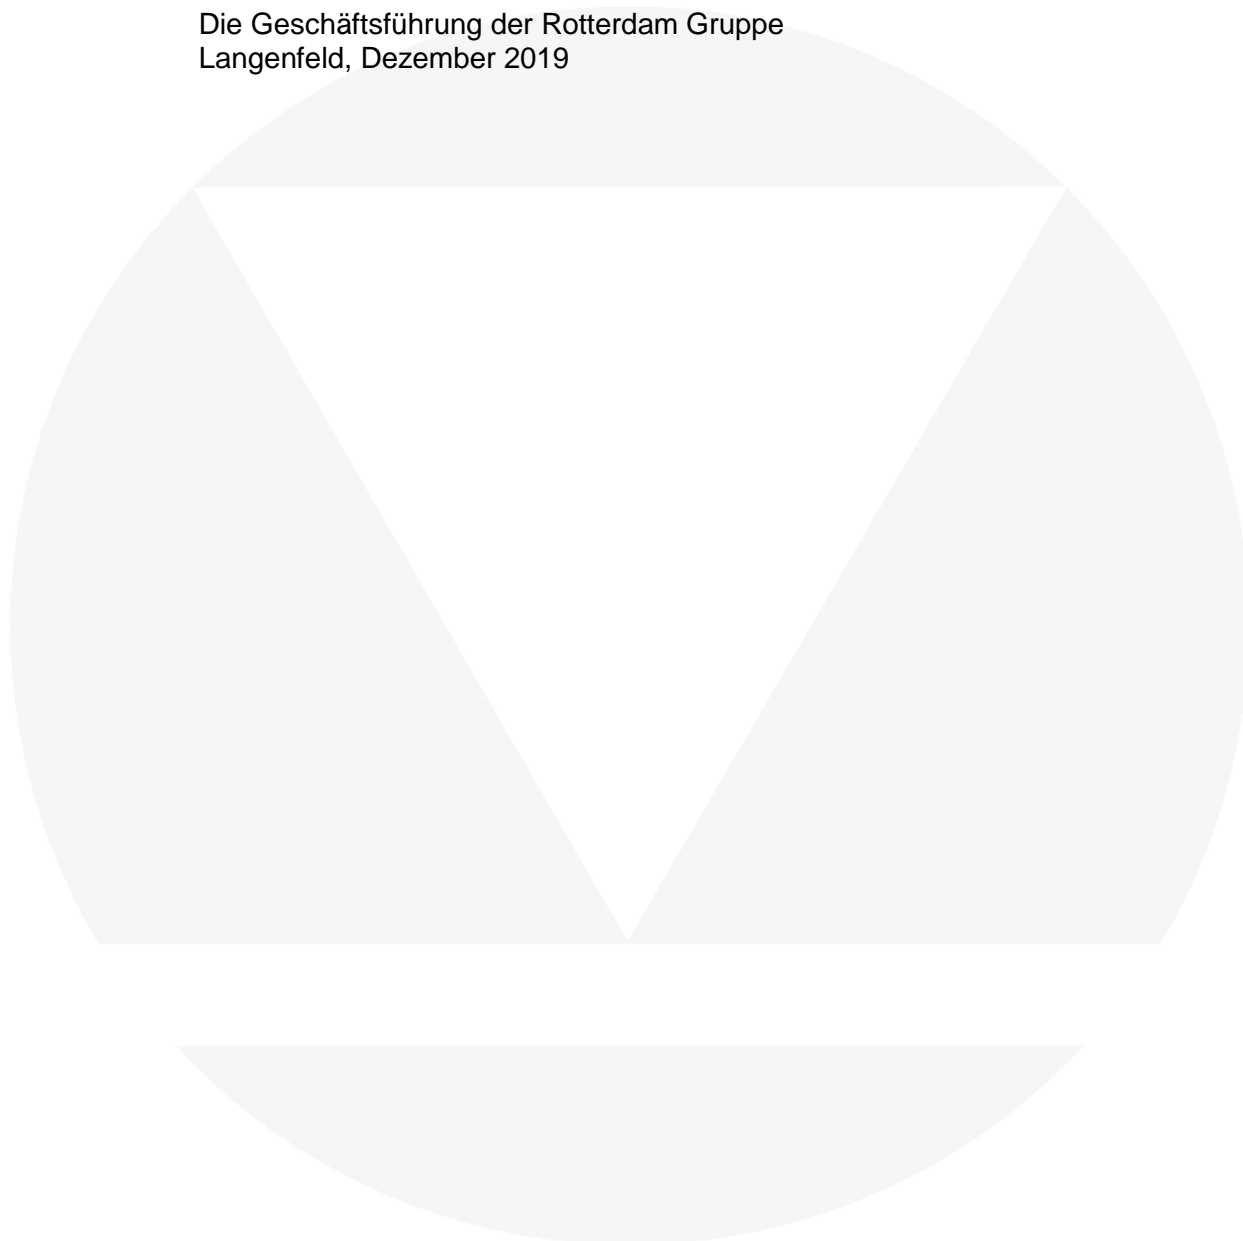 Die Geschäftsführung der Rotterdam Gruppe
Langenfeld, Dezember 2019